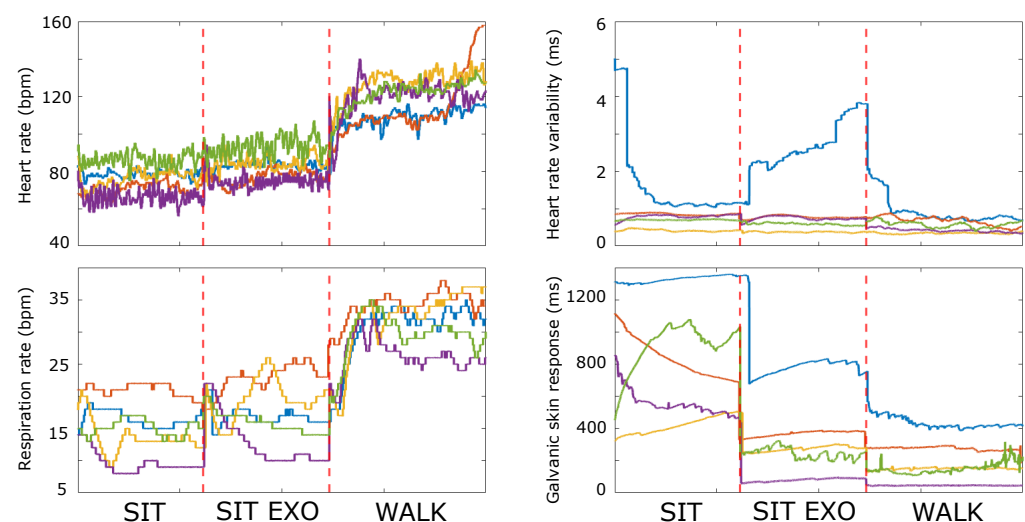 Heart rate (bpm)
160
120
80
40
Heart rate variability (ms)
6
4
2
0
Respiration rate (bpm)
35
25
15
5
SIT SIT EXO WALK
Galvanic skin response (ms)
1200
800
400
0
SIT SIT EXO WALK